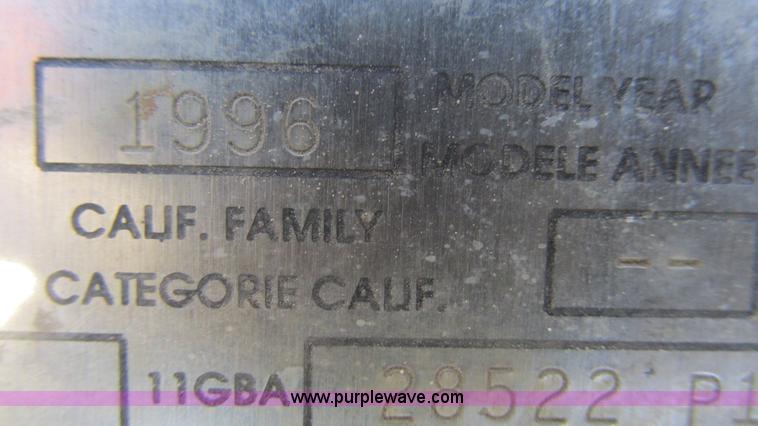 1996 MODEL YEAR
MODELE ANNEE
CALIF. FAMILY
CATEGORIE CALIF. --
11GBA 28522 P1
www.purplewave.com